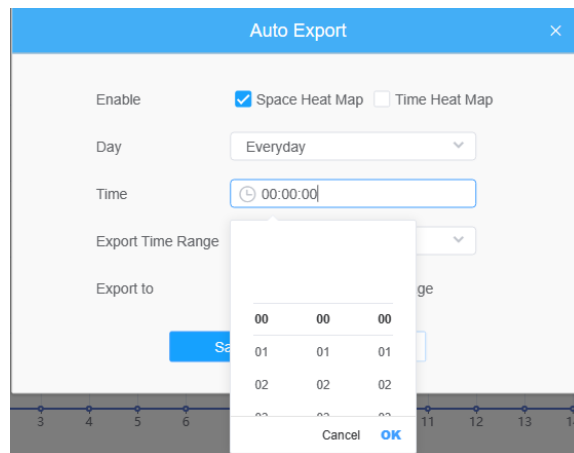 Auto Export
Enable Space Heat Map Time Heat Map
Day Everyday
Time 00:00:00
Export Time Range
Export to
00 00 00
01 01 01
02 02 02
Cancel OK
3 4 5 6 11 12 13